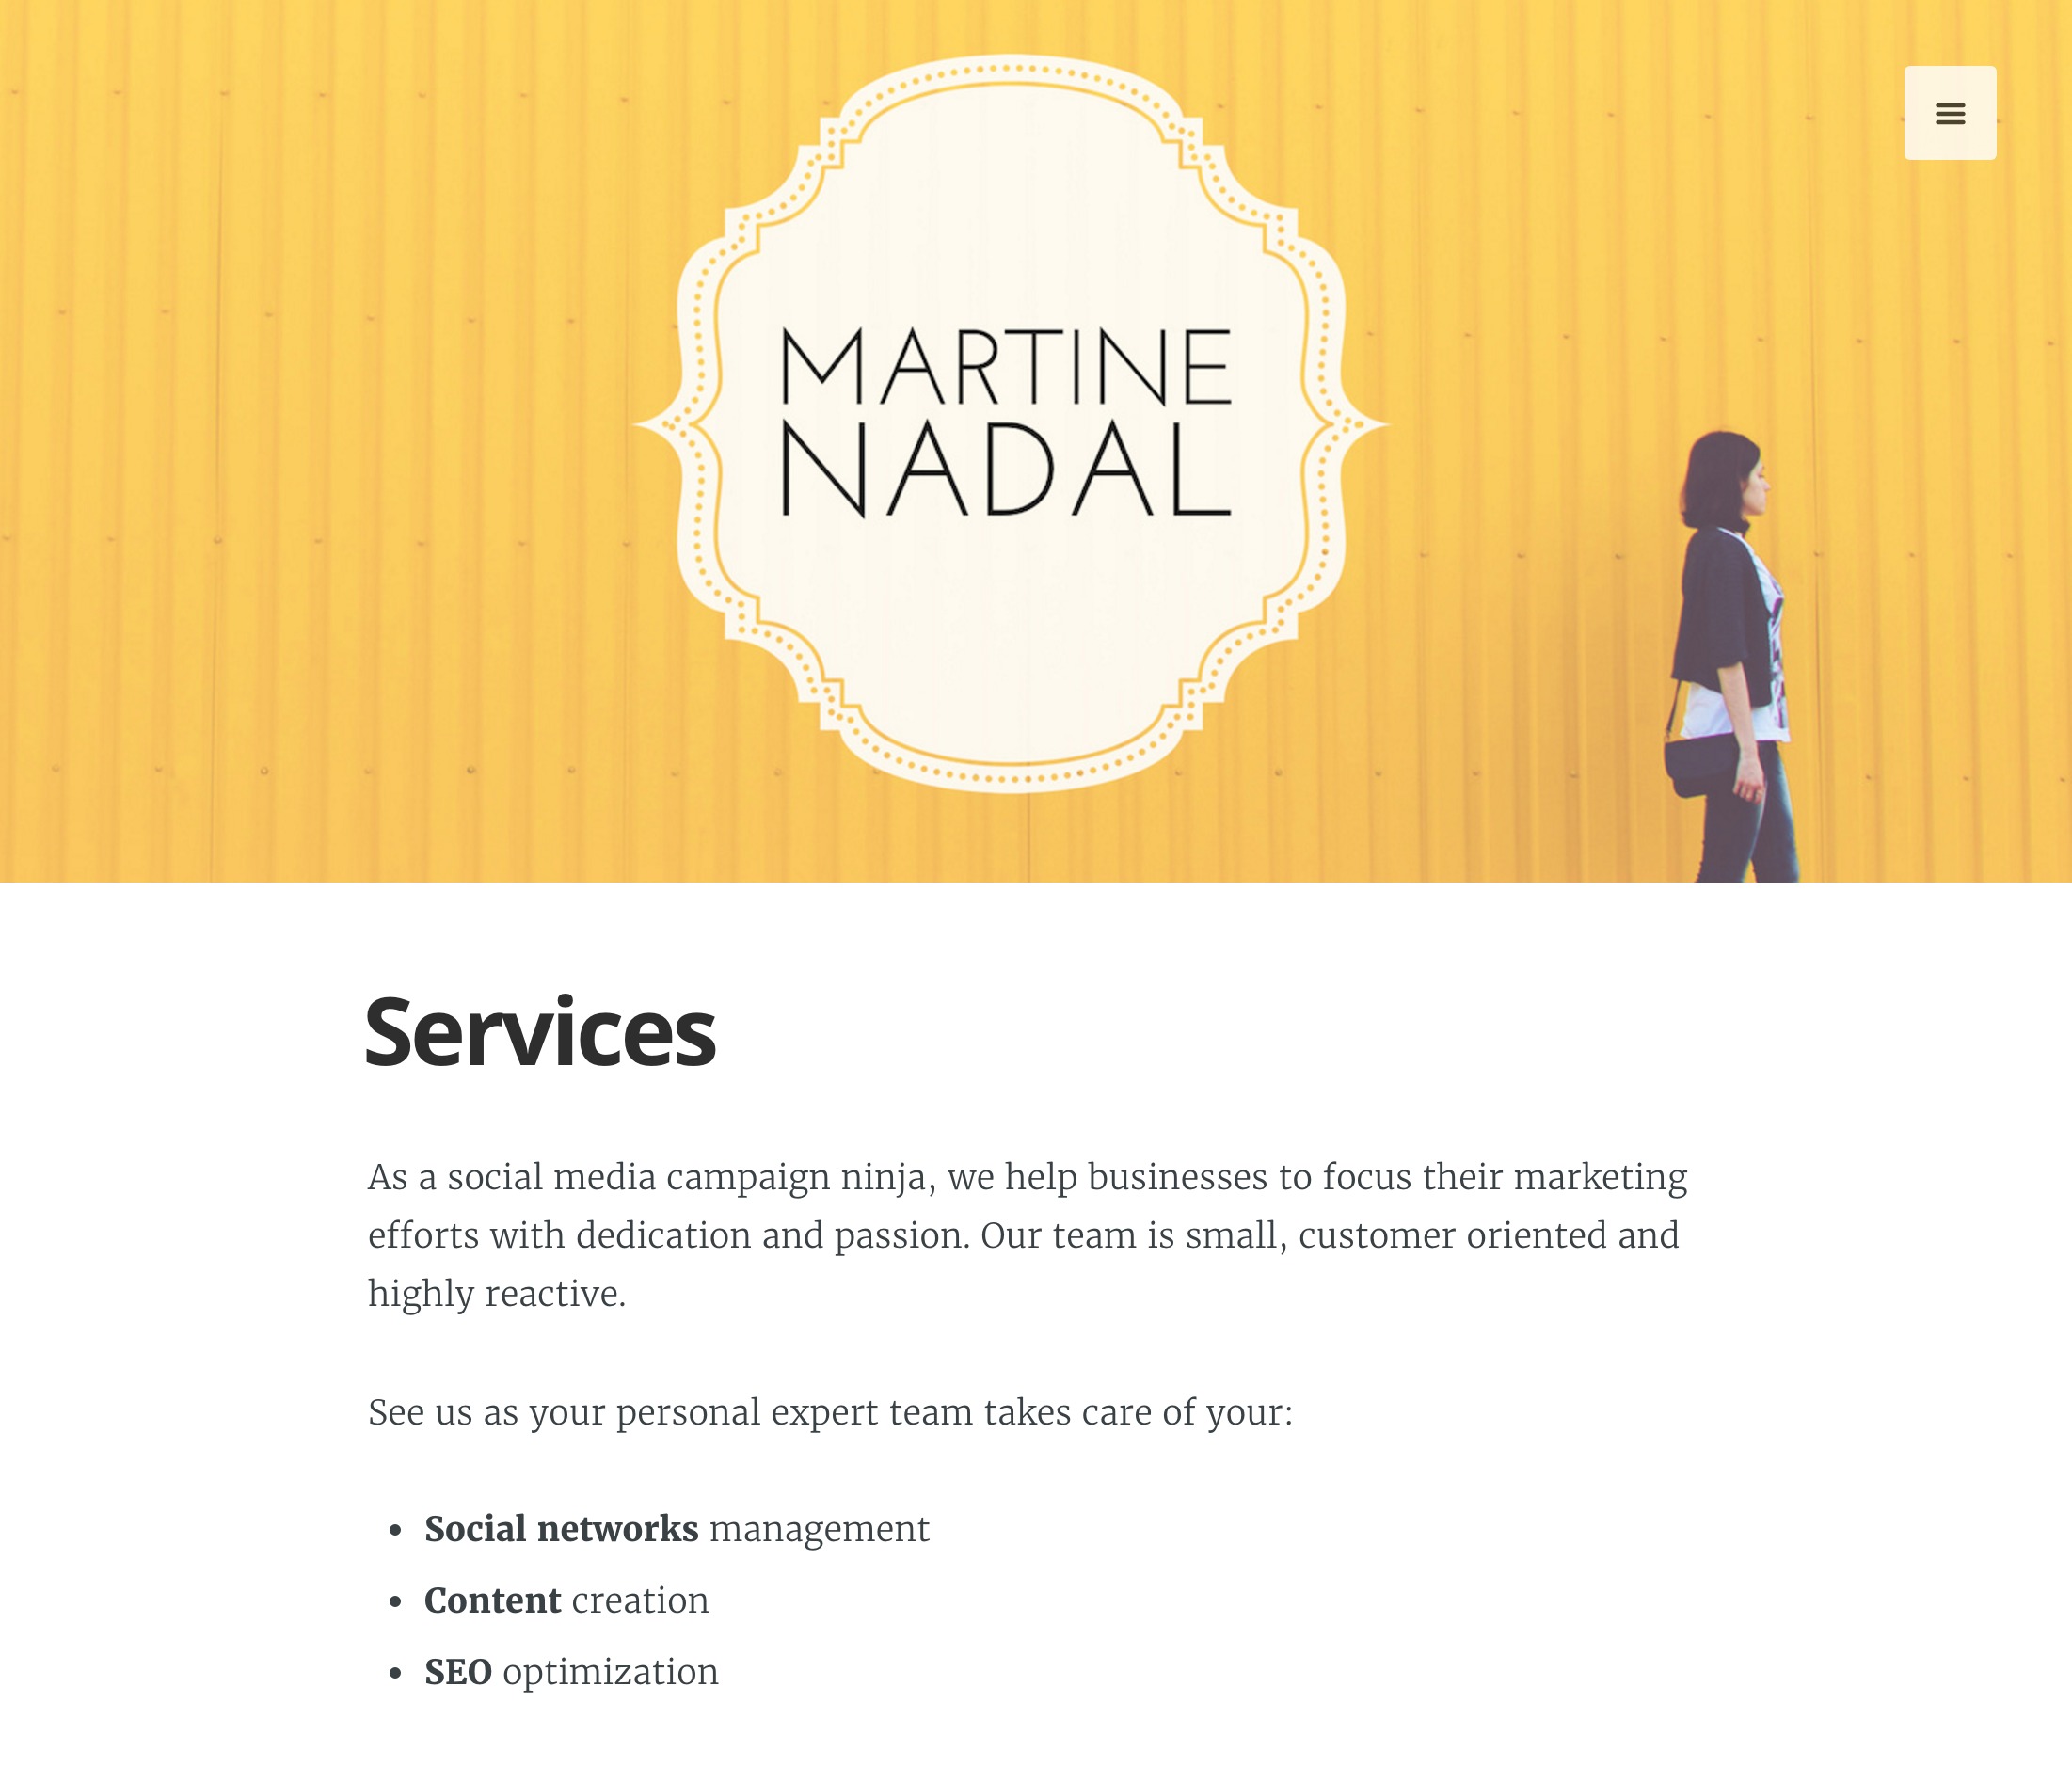 MARTINE
NADAL
Services
As a social media campaign ninja, we help businesses to focus their marketing
efforts with dedication and passion. Our team is small, customer oriented and
highly reactive.
See us as your personal expert team takes care of your:
• Social networks management
• Content creation
• SEO optimization